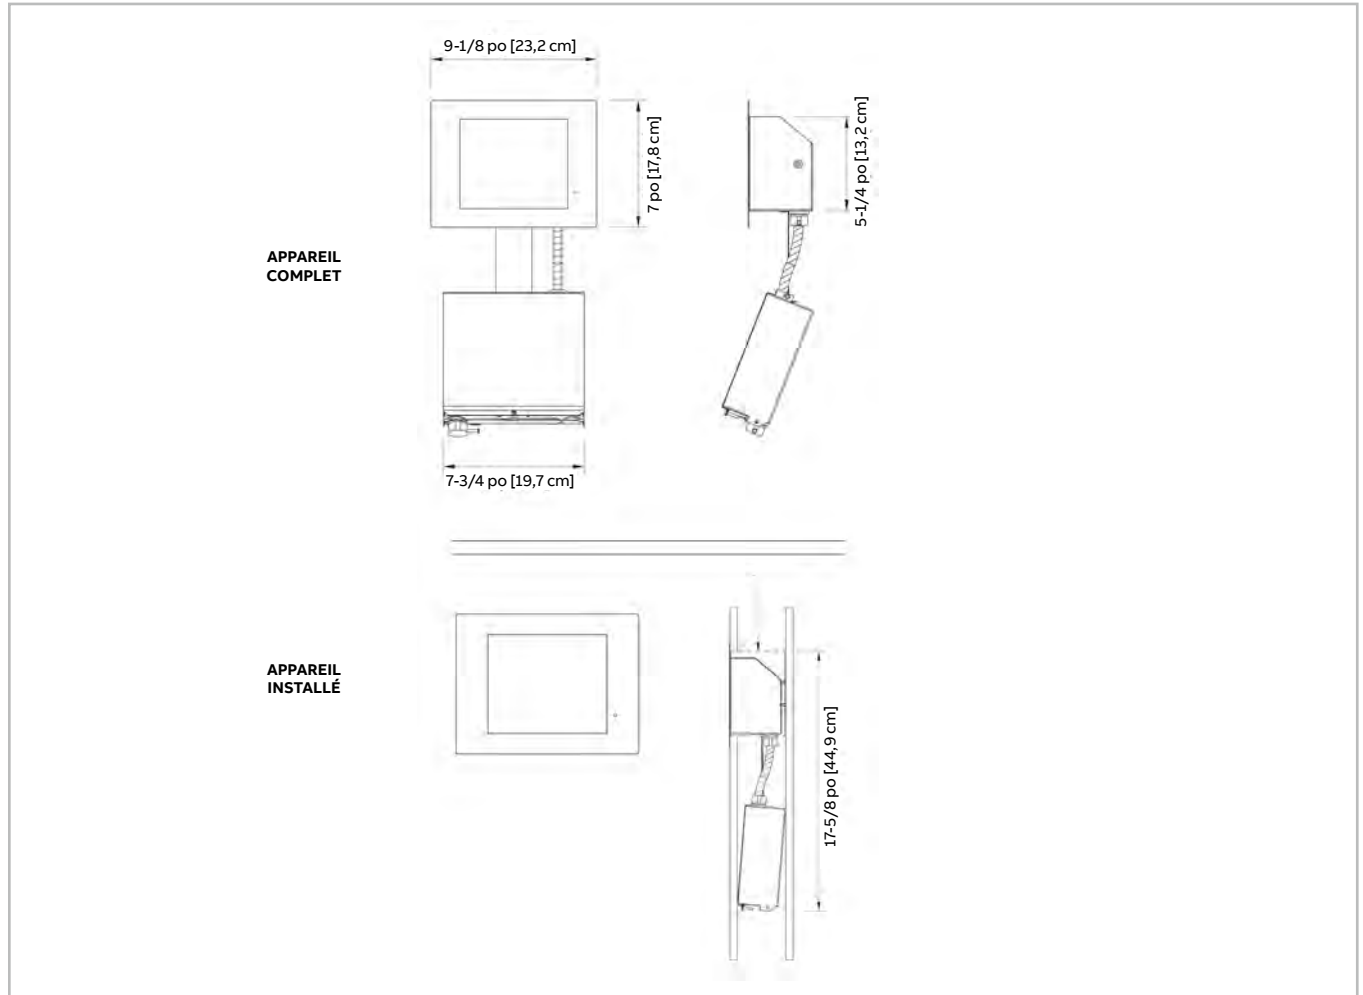 9-1/8 po [23,2 cm]
7 po [17,8 cm]
5-1/4 po [13,2 cm]
APPAREIL
COMPLET
7-3/4 po [19,7 cm]
APPAREIL
INSTALLÉ
17-5/8 po [44,9 cm]